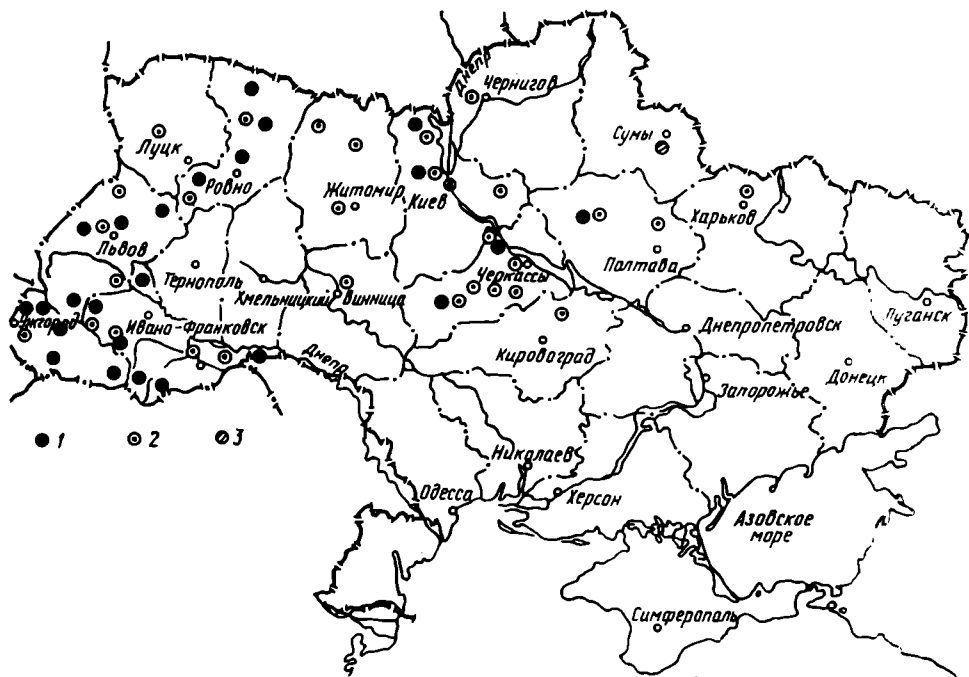 Днепр
Чернигов
Сумы
Луцк
Ровно
Житомир
Киев
Харьков
Львов
Тернополь
Хмельницкий
Винница
Черкассы
Полтава
Ужгород
Ивано-Франковск
Днепр
Кировоград
Днепропетровск
Луганск
Запорожье
Донецк
1 2 3
Николаев
Одесса
Херсон
Азовское
море
Симферополь